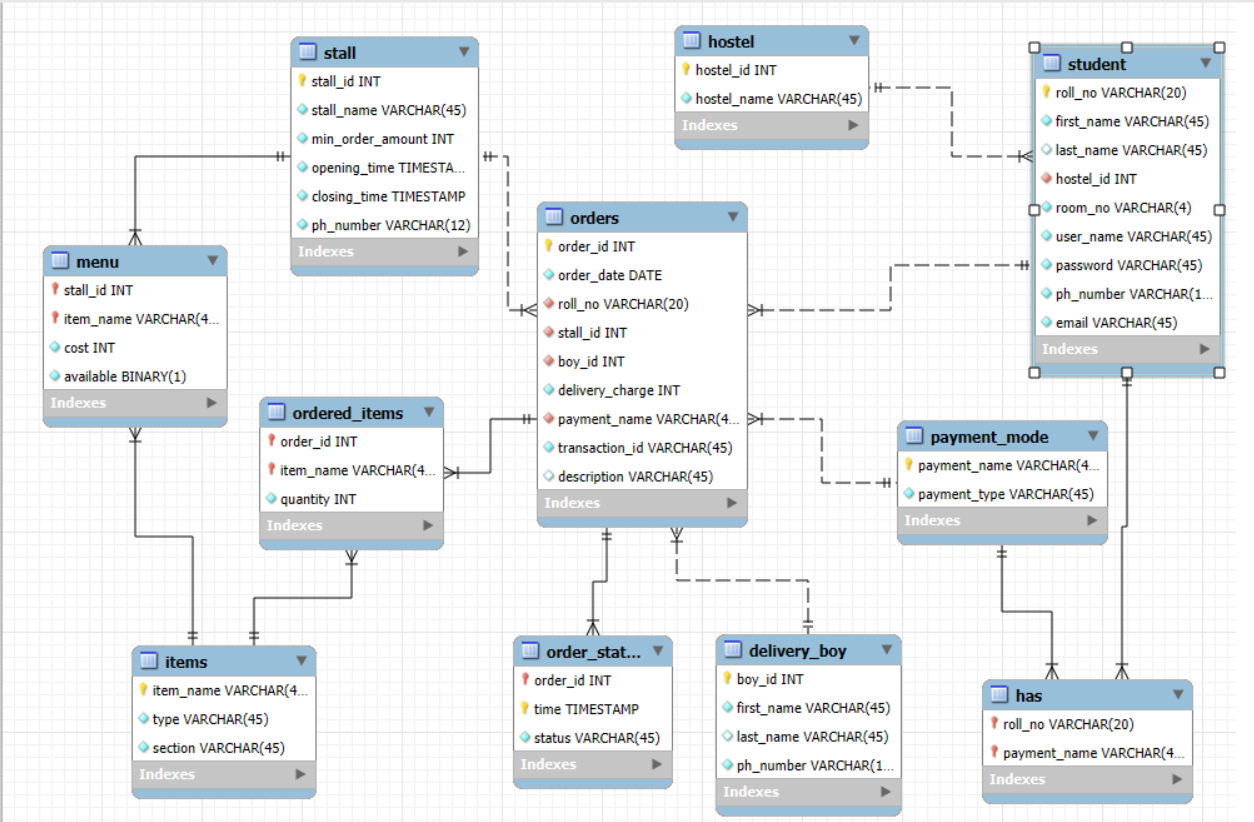 stall
stall_id INT
stall_name VARCHAR(45)
min_order_amount INT
opening_time TIMESTA...
closing_time TIMESTAMP
ph_number VARCHAR(12)
Indexes
hostel
hostel_id INT
hostel_name VARCHAR(45)
Indexes
student
roll_no VARCHAR(20)
first_name VARCHAR(45)
last_name VARCHAR(45)
hostel_id INT
room_no VARCHAR(4)
user_name VARCHAR(45)
password VARCHAR(45)
ph_number VARCHAR(1...
email VARCHAR(45)
Indexes
menu
stall_id INT
item_name VARCHAR(4...
cost INT
available BINARY(1)
Indexes
orders
order_id INT
order_date DATE
roll_no VARCHAR(20)
stall_id INT
boy_id INT
delivery_charge INT
payment_name VARCHAR(4...
transaction_id VARCHAR(45)
description VARCHAR(45)
Indexes
ordered_items
order_id INT
item_name VARCHAR(4...
quantity INT
Indexes
payment_mode
payment_name VARCHAR(4...
payment_type VARCHAR(45)
Indexes
items
item_name VARCHAR(4...
type VARCHAR(45)
section VARCHAR(45)
Indexes
order_stat...
order_id INT
time TIMESTAMP
status VARCHAR(45)
Indexes
delivery_boy
boy_id INT
first_name VARCHAR(45)
last_name VARCHAR(45)
ph_number VARCHAR(1...
Indexes
has
roll_no VARCHAR(20)
payment_name VARCHAR(4...
Indexes